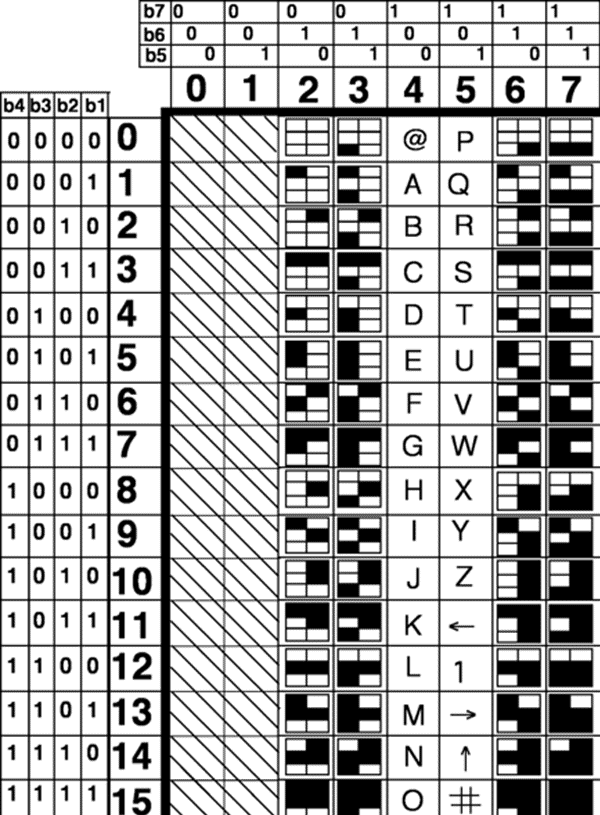 b7 0 0 0 0 1 1 1 1
b6 0 0 1 1 0 0 1 1
b5 0 1 0 1 0 1 0 1
0 1 2 3 4 5 6 7
b4 b3 b2 b1
0 0 0 0 0 @ P
0 0 0 1 1 A Q
0 0 1 0 2 B R
0 0 1 1 3 C S
0 1 0 0 4 D T
0 1 0 1 5 E U
0 1 1 0 6 F V
0 1 1 1 7 G W
1 0 0 0 8 H X
1 0 0 1 9 I Y
1 0 1 0 10 J Z
1 0 1 1 11 K ←
1 1 0 0 12 L 1
1 1 0 1 13 M →
1 1 1 0 14 N ↑
1 1 1 1 15 O #